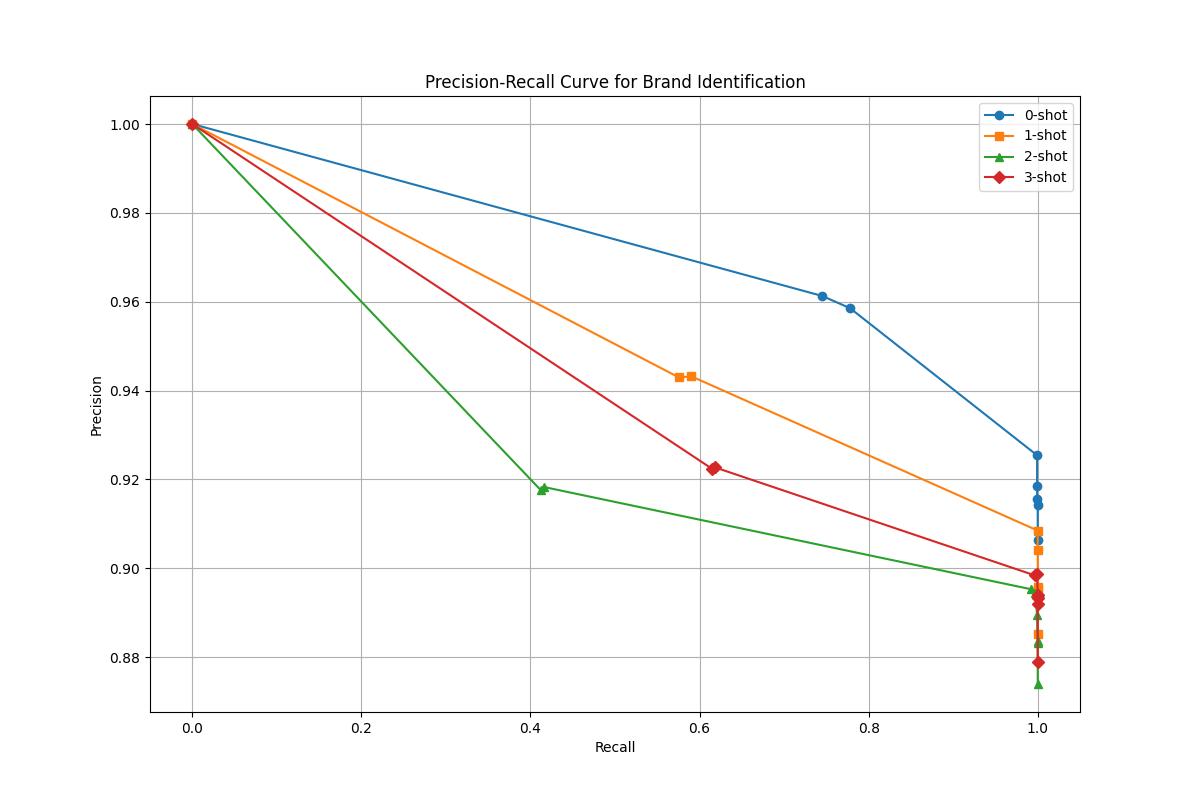 Precision-Recall Curve for Brand Identification
0-shot
1-shot
2-shot
3-shot
1.00
0.98
0.96
0.94
0.92
0.90
0.88
Precision
0.0 0.2 0.4 0.6 0.8 1.0
Recall